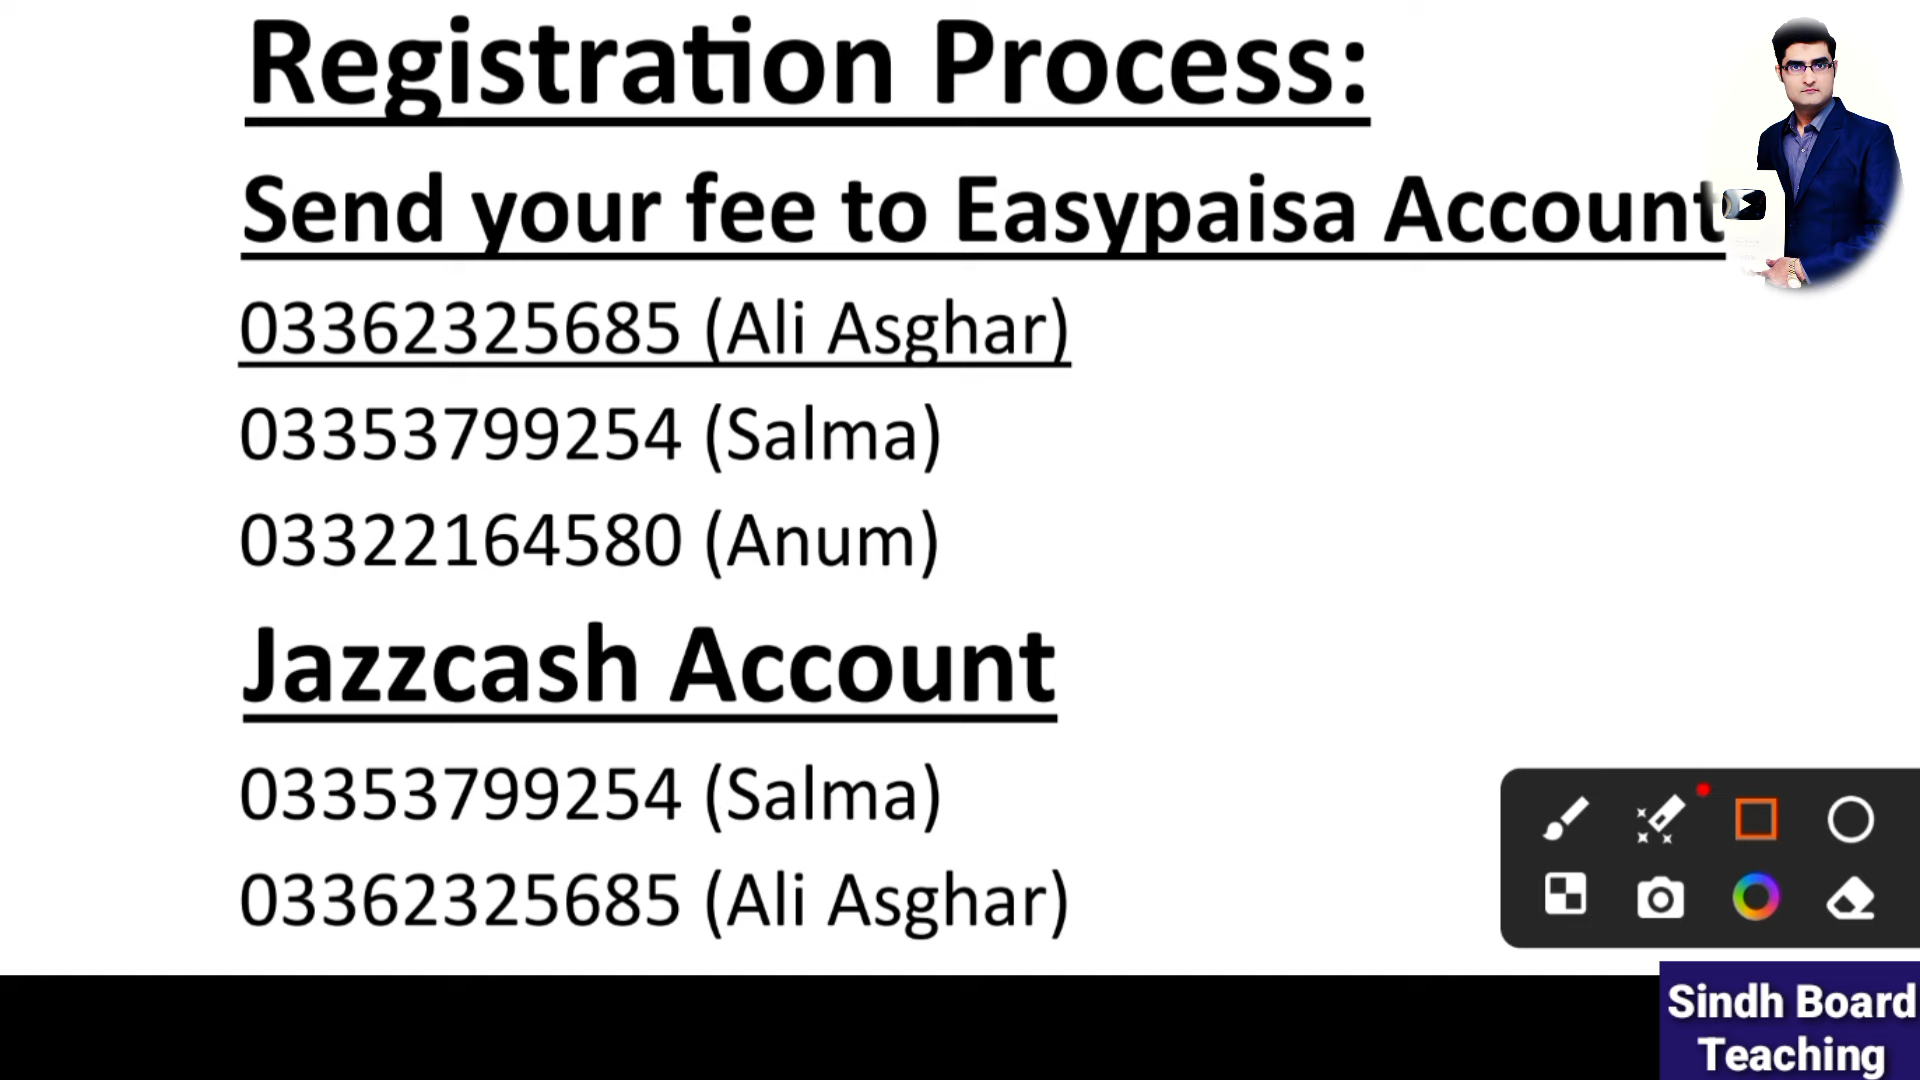 Registration Process:
Send your fee to Easypaisa Account
03362325685 (Ali Asghar)
03353799254 (Salma)
03322164580 (Anum)
Jazzcash Account
03353799254 (Salma)
03362325685 (Ali Asghar)
Sindh Board
Teaching